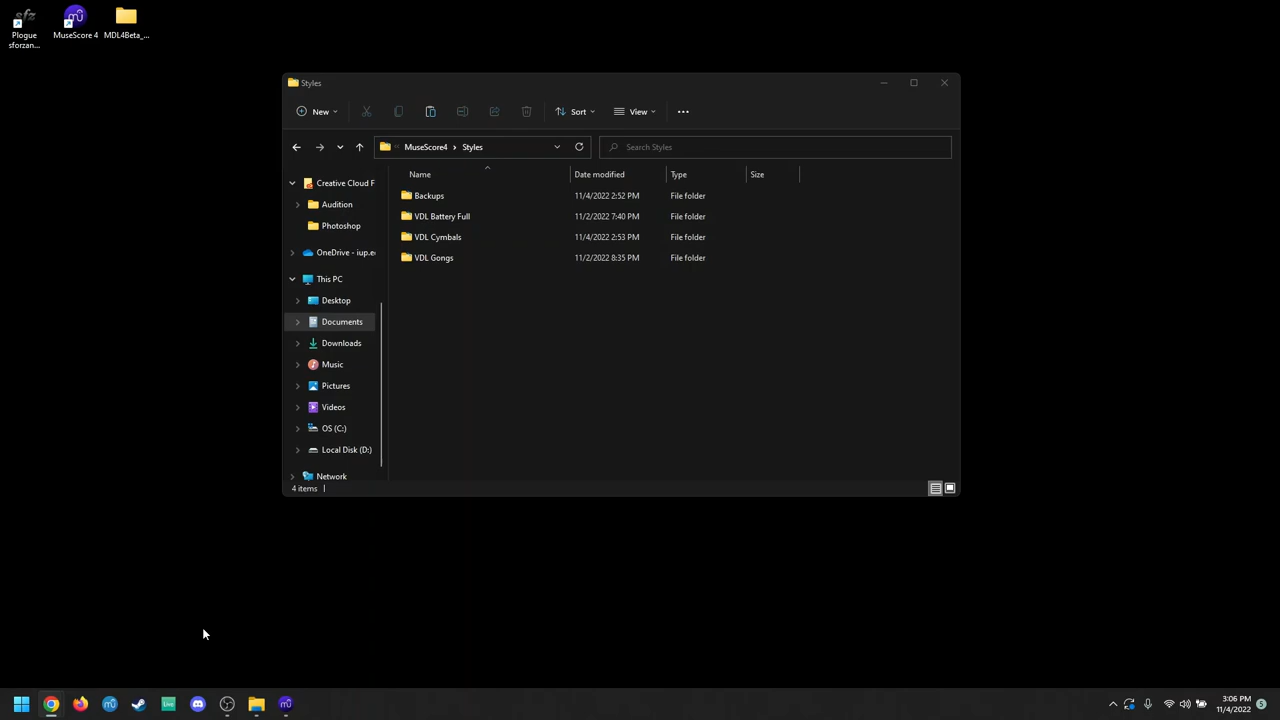 Plogue
sforzan...
MuseScore 4
MDL4Beta_...
Styles
New
Sort
View
MuseScore4 > Styles
Search Styles
Name
Date modified
Type
Size
Backups 11/4/2022 2:52 PM File folder
VDL Battery Full 11/2/2022 7:40 PM File folder
VDL Cymbals 11/4/2022 2:53 PM File folder
VDL Gongs 11/2/2022 8:35 PM File folder
Creative Cloud F
Audition
Photoshop
OneDrive - iup.e
This PC
Desktop
Documents
Downloads
Music
Pictures
Videos
OS (C:)
Local Disk (D:)
Network
4 items
3:06 PM
11/4/2022
5